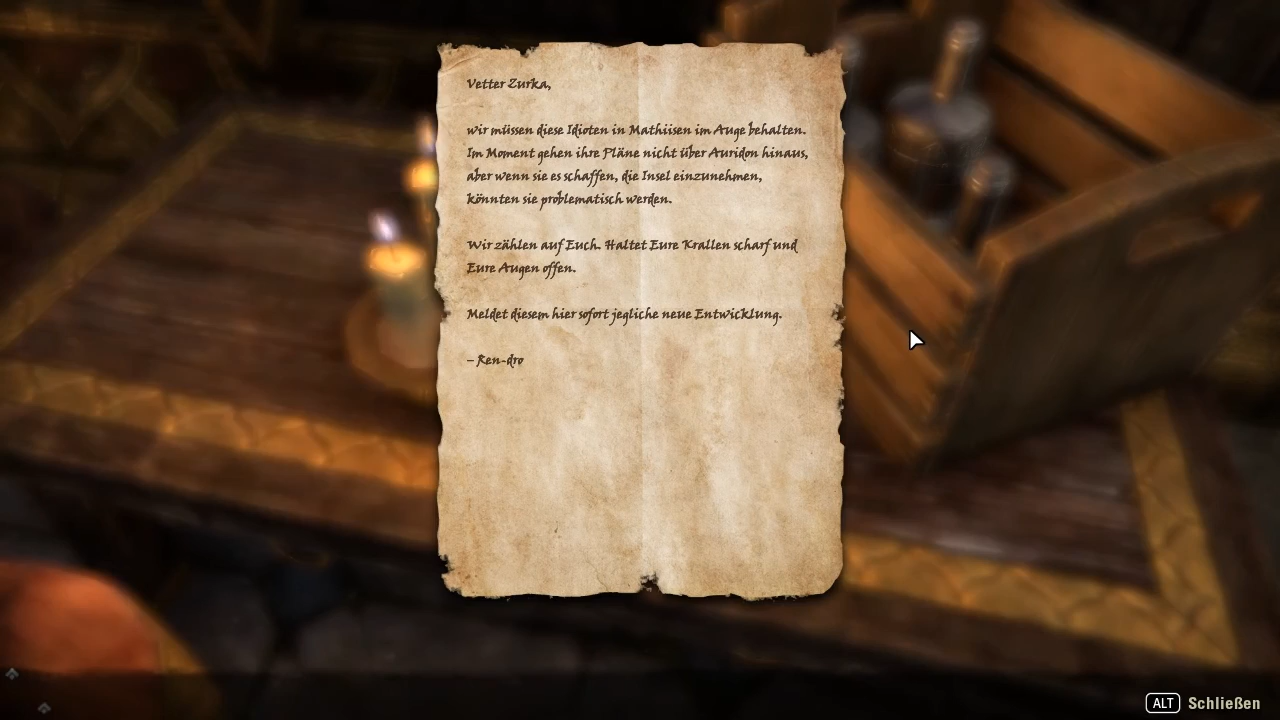 Vetter Zurka,
wir müssen diese Idioten in Mathiisen im Auge behalten.
Im Moment gehen ihre Pläne nicht über Auridon hinaus,
aber wenn sie es schaffen, die Insel einzunehmen,
könnten sie problematisch werden.
Wir zählen auf Euch. Haltet Eure Krallen scharf und
Eure Augen offen.
Meldet diesem hier sofort jegliche neue Entwicklung.
– Ren-dro
ALT Schließen